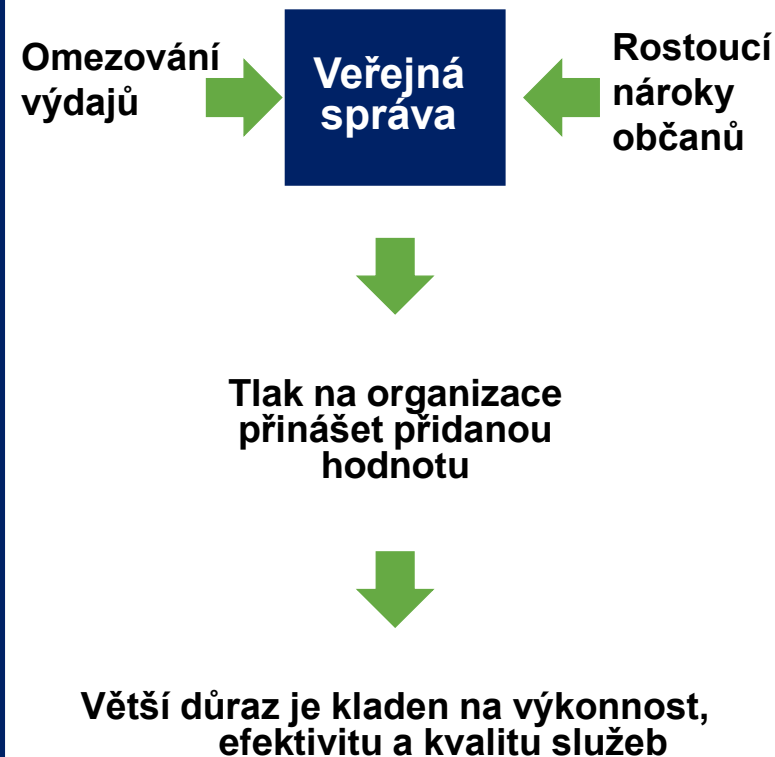 Omezování
výdajů
Veřejná
správa
Rostoucí
nároky
občanů
Tlak na organizace
přinášet přidanou
hodnotu
Větší důraz je kladen na výkonnost,
efektivitu a kvalitu služeb